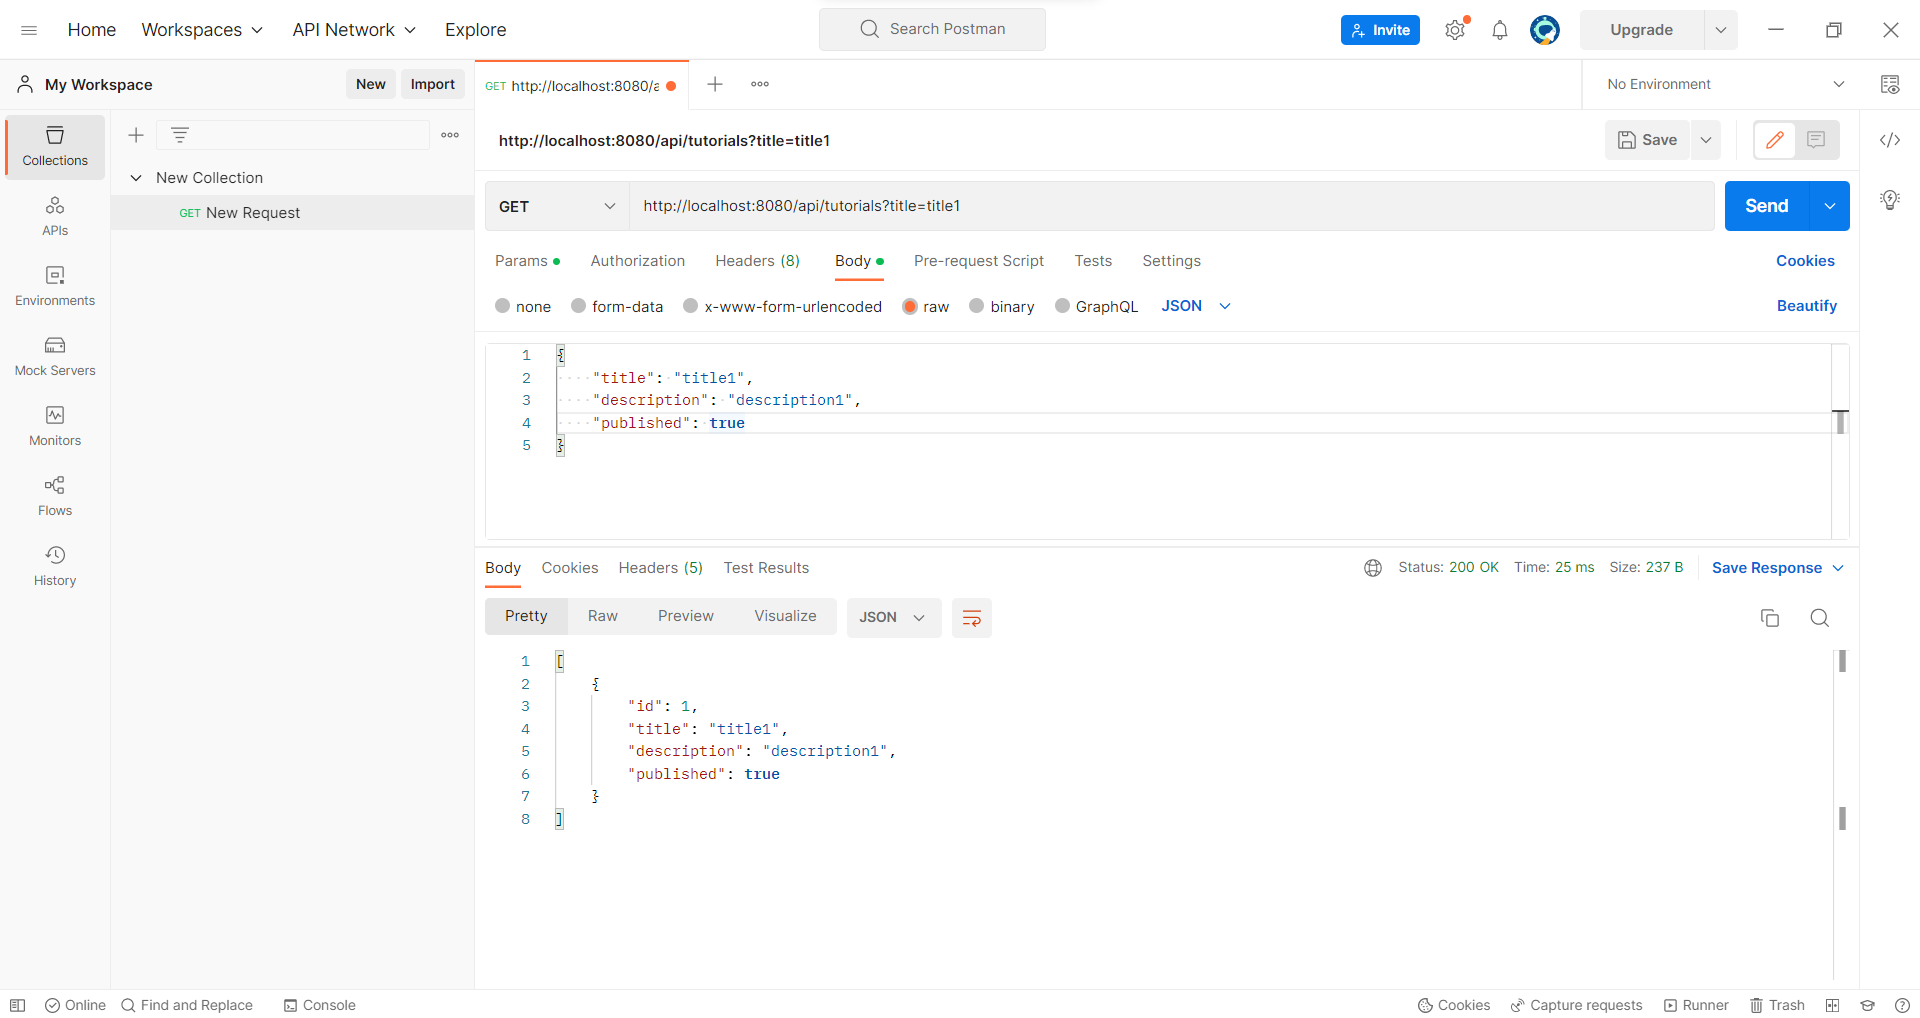 Home Workspaces API Network Explore Search Postman Invite Upgrade
My Workspace New Import GET http://localhost:8080/a No Environment
http://localhost:8080/api/tutorials?title=title1 Save
Collections
New Collection
GET New Request
APIs
Environments
Mock Servers
Monitors
Flows
History
GET http://localhost:8080/api/tutorials?title=title1 Send
Params Authorization Headers (8) Body Pre-request Script Tests Settings Cookies
none form-data x-www-form-urlencoded raw binary GraphQL JSON Beautify
1 {
2 "title": "title1",
3 "description": "description1",
4 "published": true
5 }
Body Cookies Headers (5) Test Results Status: 200 OK Time: 25 ms Size: 237 B Save Response
Pretty Raw Preview Visualize JSON
1 [
2 {
3 "id": 1,
4 "title": "title1",
5 "description": "description1",
6 "published": true
7 }
8 ]
Online Find and Replace Console Cookies Capture requests Runner Trash